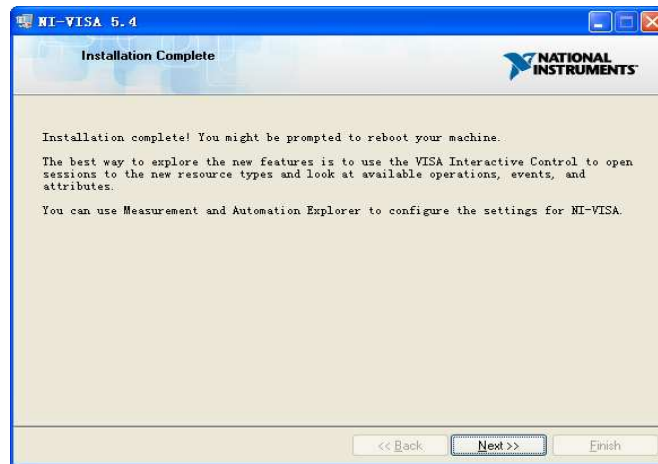 NI-VISA 5.4
Installation Complete
NATIONAL
INSTRUMENTS
Installation complete! You might be prompted to reboot your machine.
The best way to explore the new features is to use the VISA Interactive Control to open
sessions to the new resource types and look at available operations, events, and
attributes.
You can use Measurement and Automation Explorer to configure the settings for NI-VISA.
<< Back
Next >>
Finish